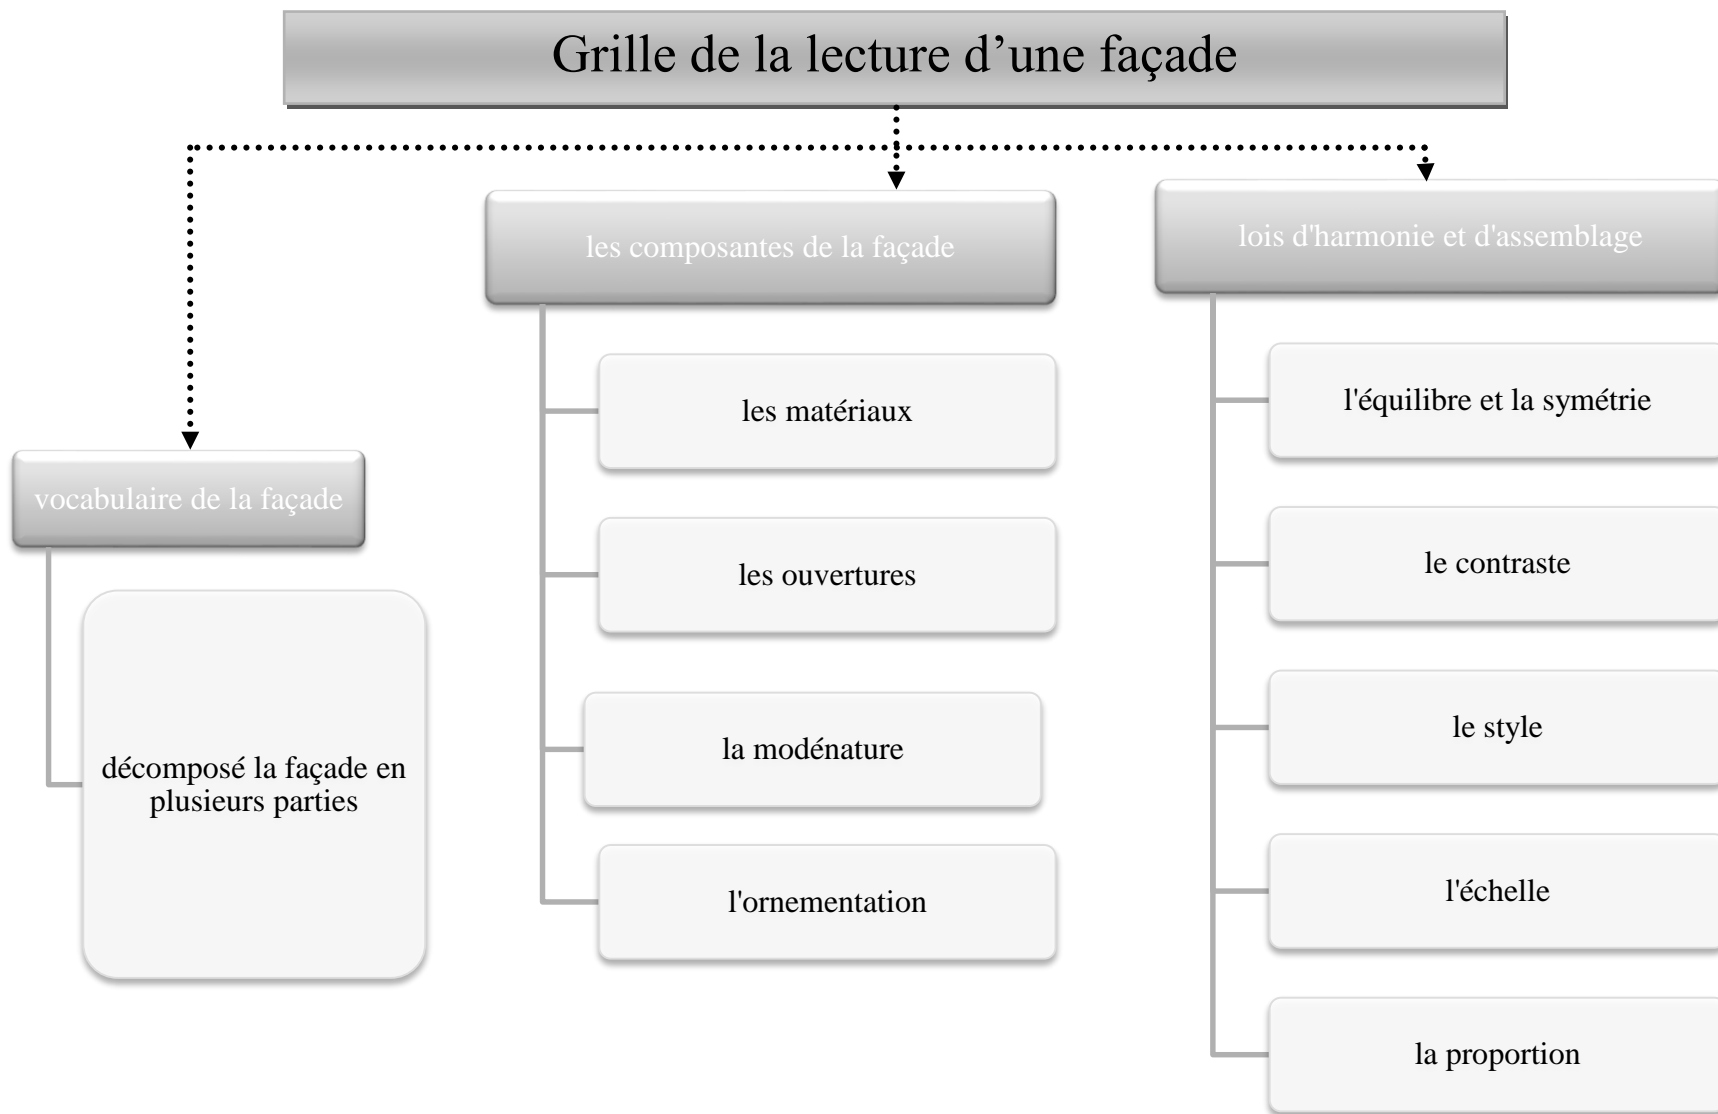 Grille de la lecture d’une façade
vocabulaire de la façade
décomposé la façade en
plusieurs parties
les composantes de la façade
les matériaux
les ouvertures
la modénature
l'ornementation
lois d'harmonie et d'assemblage
l'équilibre et la symétrie
le contraste
le style
l'échelle
la proportion